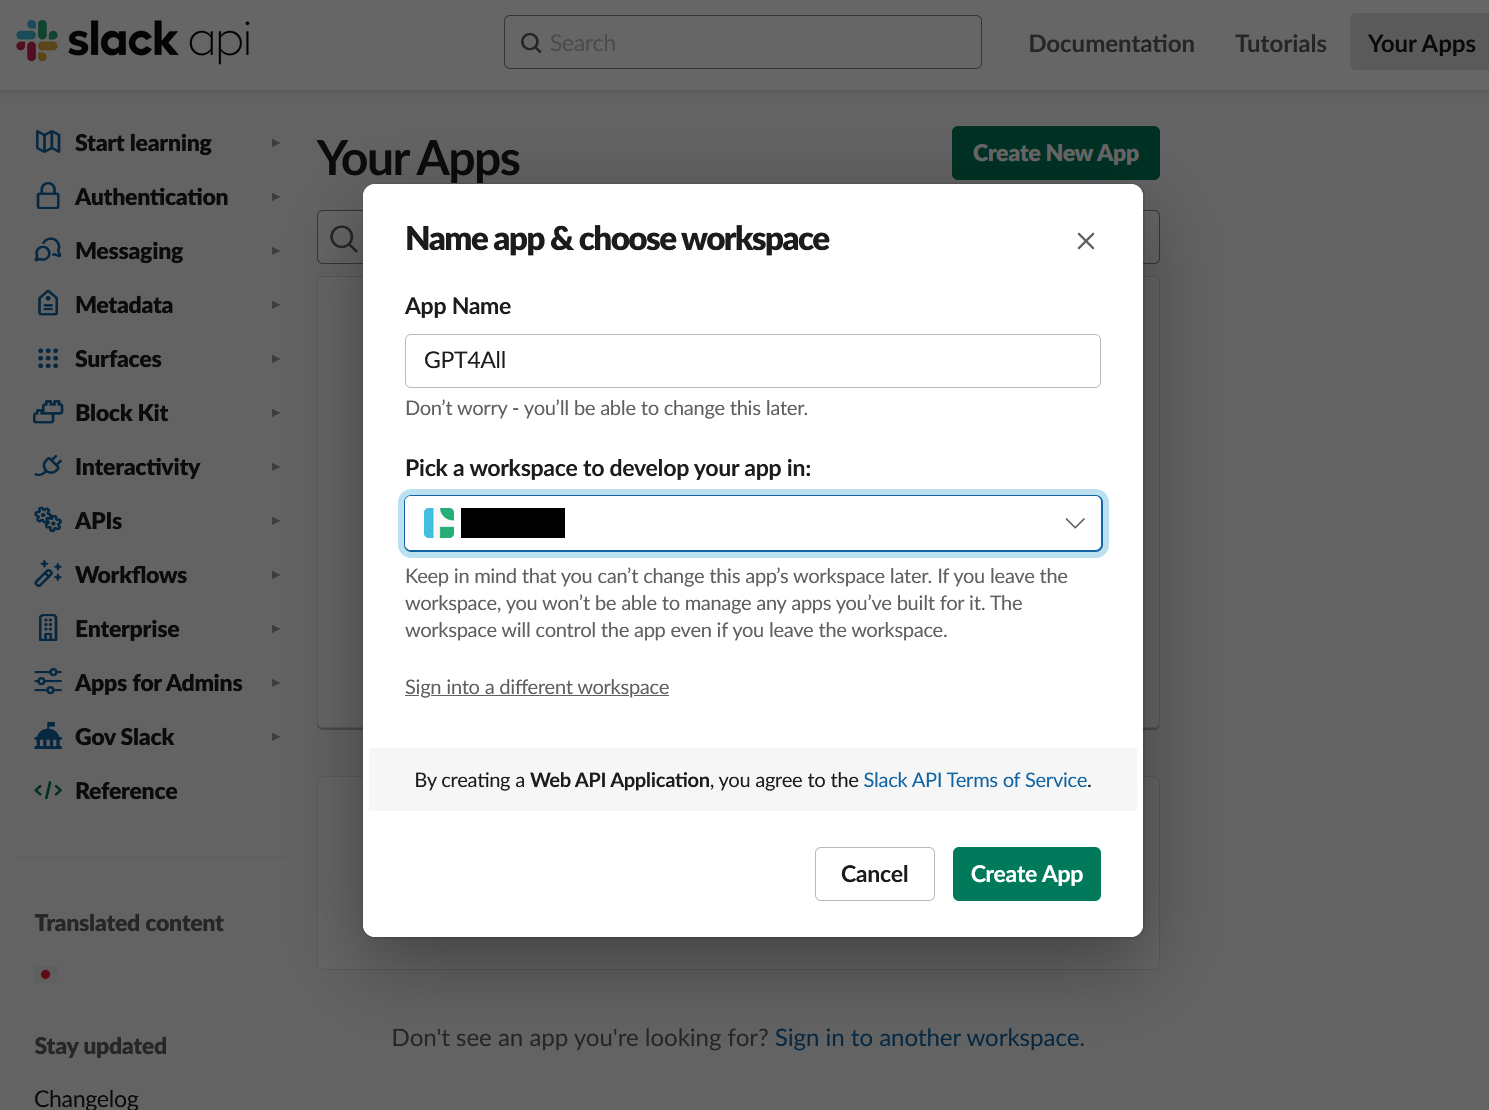 slack api
Search
Documentation
Tutorials
Your Apps
Start learning
Authentication
Messaging
Metadata
Surfaces
Block Kit
Interactivity
APIs
Workflows
Enterprise
Apps for Admins
Gov Slack
Reference
Translated content
Stay updated
Changelog
Your Apps
Create New App
Name app & choose workspace
App Name
GPT4All
Don’t worry - you’ll be able to change this later.
Pick a workspace to develop your app in:
Keep in mind that you can’t change this app’s workspace later. If you leave the
workspace, you won’t be able to manage any apps you’ve built for it. The
workspace will control the app even if you leave the workspace.
Sign into a different workspace
By creating a Web API Application, you agree to the Slack API Terms of Service.
Cancel
Create App
Don't see an app you're looking for? Sign in to another workspace.